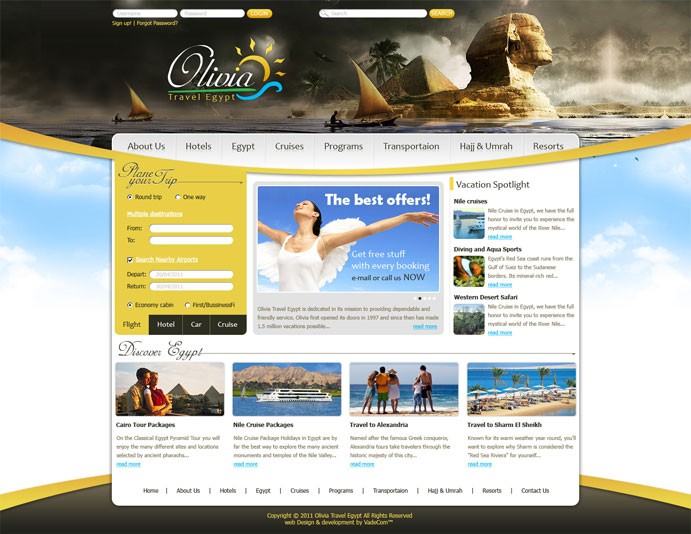 Username
Password
LOGIN
Search
SEARCH
Sign up! | Forgot Password?
Olivia
Travel Egypt
About Us
Hotels
Egypt
Cruises
Programs
Transportaion
Hajj & Umrah
Resorts
Plane
your Trip
Round trip
One way
Multiple destinations
From:
To:
Search Nearby Airports
Depart: 20/04/2011
Return: 30/04/2011
Economy cabin
First/BussinessFi
Flight
Hotel
Car
Cruise
The best offers!
Get free stuff
with every booking
e-mail or call us NOW
Olivia Travel Egypt is dedicated in its mission to providing dependable and
friendly service. Olivia first opened its doors in 1997 and since then has made
1.5 million vacations possible...
read more
Vacation Spotlight
Nile cruises
Nile Cruise in Egypt, we have the full
honor to invite you to experience the
mystical world of the River Nile...
read more
Diving and Aqua Sports
Egypt's Red Sea coast runs from the
Gulf of Suez to the Sudanese
borders. Its mineral-rich red...
read more
Western Desert Safari
Nile Cruise in Egypt, we have the full
honor to invite you to experience the
mystical world of the River Nile...
read more
Discover Egypt
Cairo Tour Packages
On the Classical Egypt Pyramid Tour you will
enjoy the many different sites and locations
selected by ancient pharaohs...
read more
Nile Cruise Packages
Nile Cruise Package Holidays in Egypt are by
far the best way to explore the many ancient
monuments and temples of the Nile Valley...
read more
Travel to Alexandria
Named after the famous Greek conqueror,
Alexandria tours take travelers through the
historic majesty of this city...
read more
Travel to Sharm El Sheikh
Known for its warm weather year round, you'll
want to explore why Sharm is considered the
"Red Sea Riviera" for yourself...
read more
Home | About Us | Hotels | Egypt | Cruises | Programs | Transportaion | Hajj & Umrah | Resorts | Contact Us
Copyright © 2011 Olivia Travel Egypt All Rights Reserved
web Design & development by VadeCom™